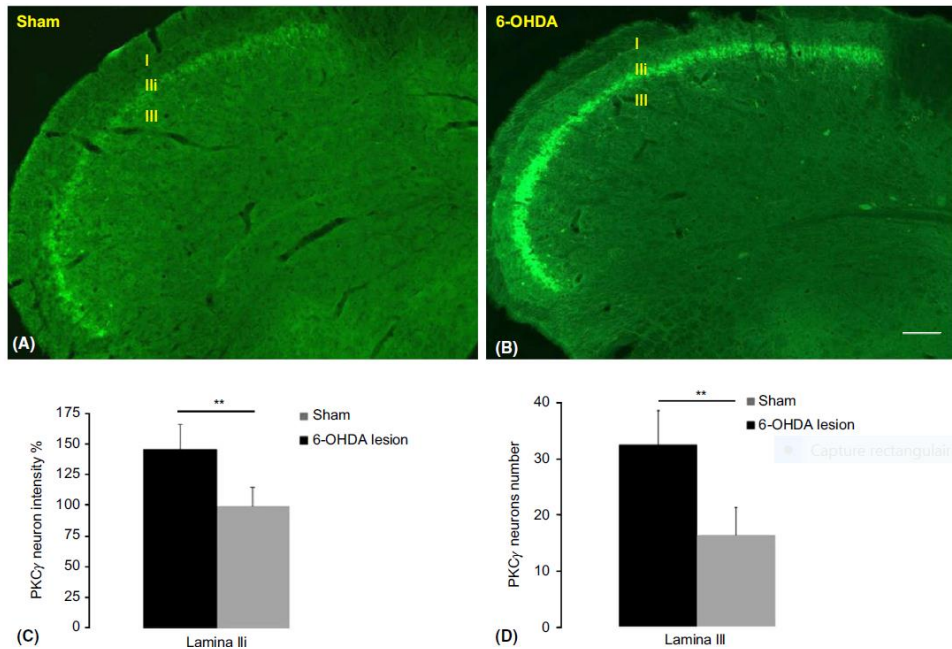 Sham
I
IIi
III
(A)
6-OHDA
I
IIi
III
(B)
175
150
125
100
75
50
25
0
PKCγ neuron intensity %
**
Sham
6-OHDA lesion
Lamina IIi
(C)
40
30
20
10
0
PKCγ neurons number
**
Sham
6-OHDA lesion
Lamina III
(D)
Capture rectangulair